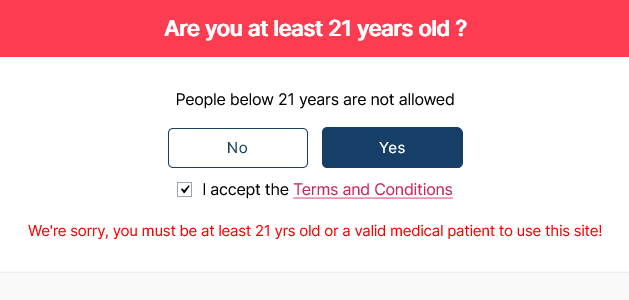 Are you at least 21 years old ?
People below 21 years are not allowed
No Yes
I accept the Terms and Conditions
We're sorry, you must be at least 21 yrs old or a valid medical patient to use this site!